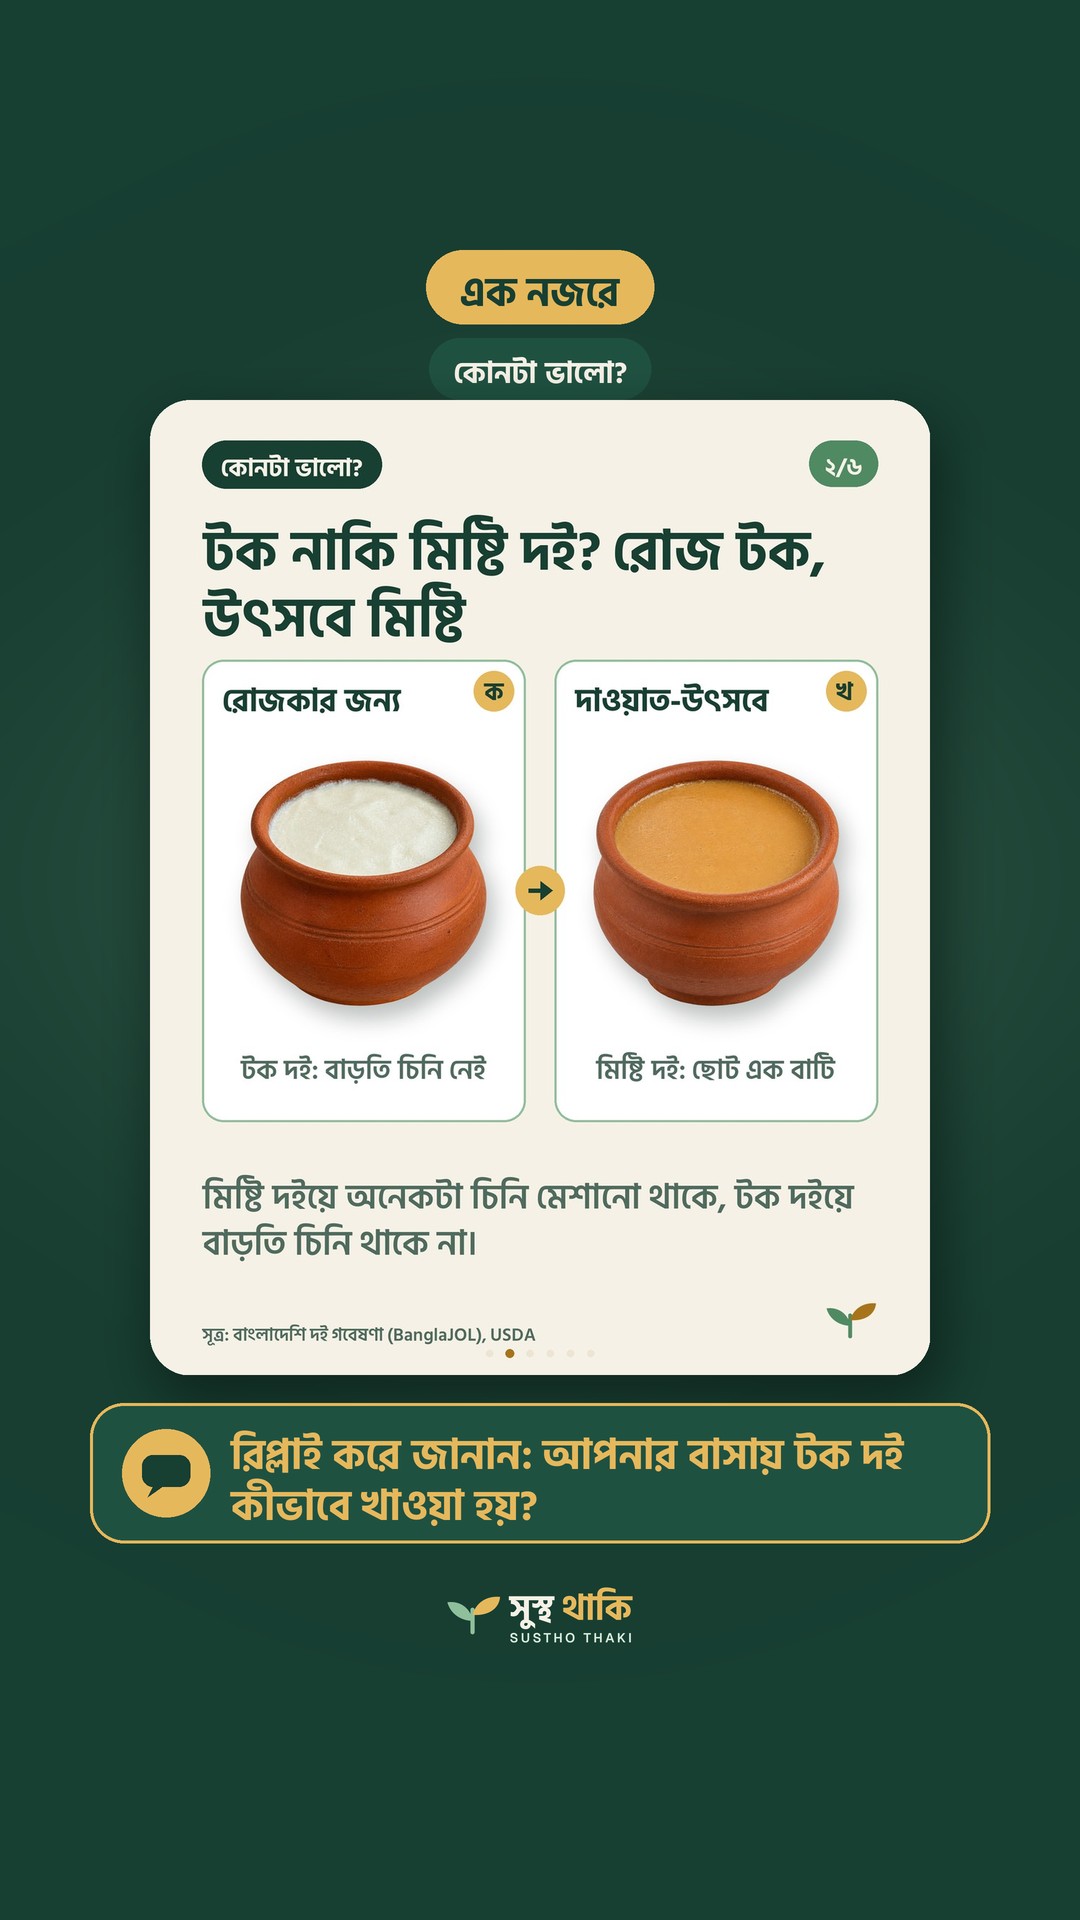 এক নজরে
কোনটা ভালো?
কোনটা ভালো?
২/৬
টক নাকি মিষ্টি দই? রোজ টক,
উৎসবে মিষ্টি
রোজকার জন্য
ক
দাওয়াত-উৎসবে
খ
টক দই: বাড়তি চিনি নেই
মিষ্টি দই: ছোট এক বাটি
মিষ্টি দইয়ে অনেকটা চিনি মেশানো থাকে, টক দইয়ে
বাড়তি চিনি থাকে না।
সূত্র: বাংলাদেশি দই গবেষণা (BanglaJOL), USDA
রিপ্লাই করে জানান: আপনার বাসায় টক দই
কীভাবে খাওয়া হয়?
সুস্থ থাকি
SUSTHO THAKI